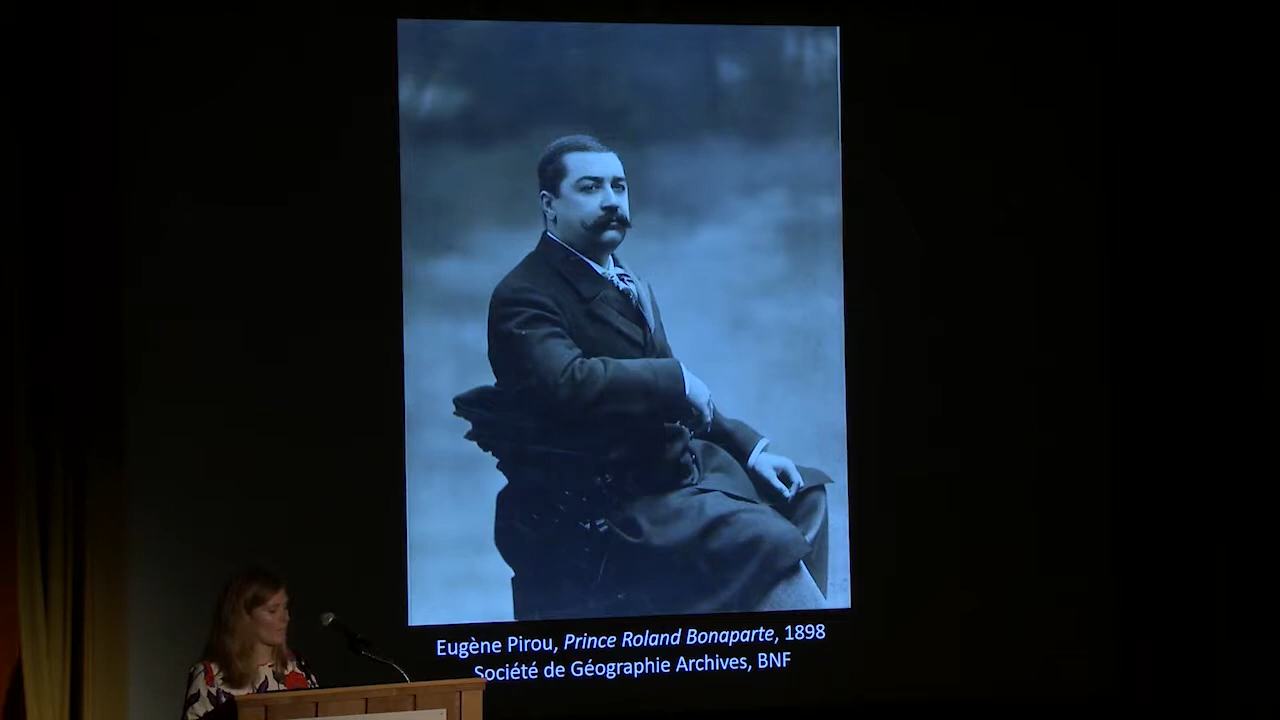 Eugène Pirou, Prince Roland Bonaparte, 1898
Société de Géographie Archives, BNF